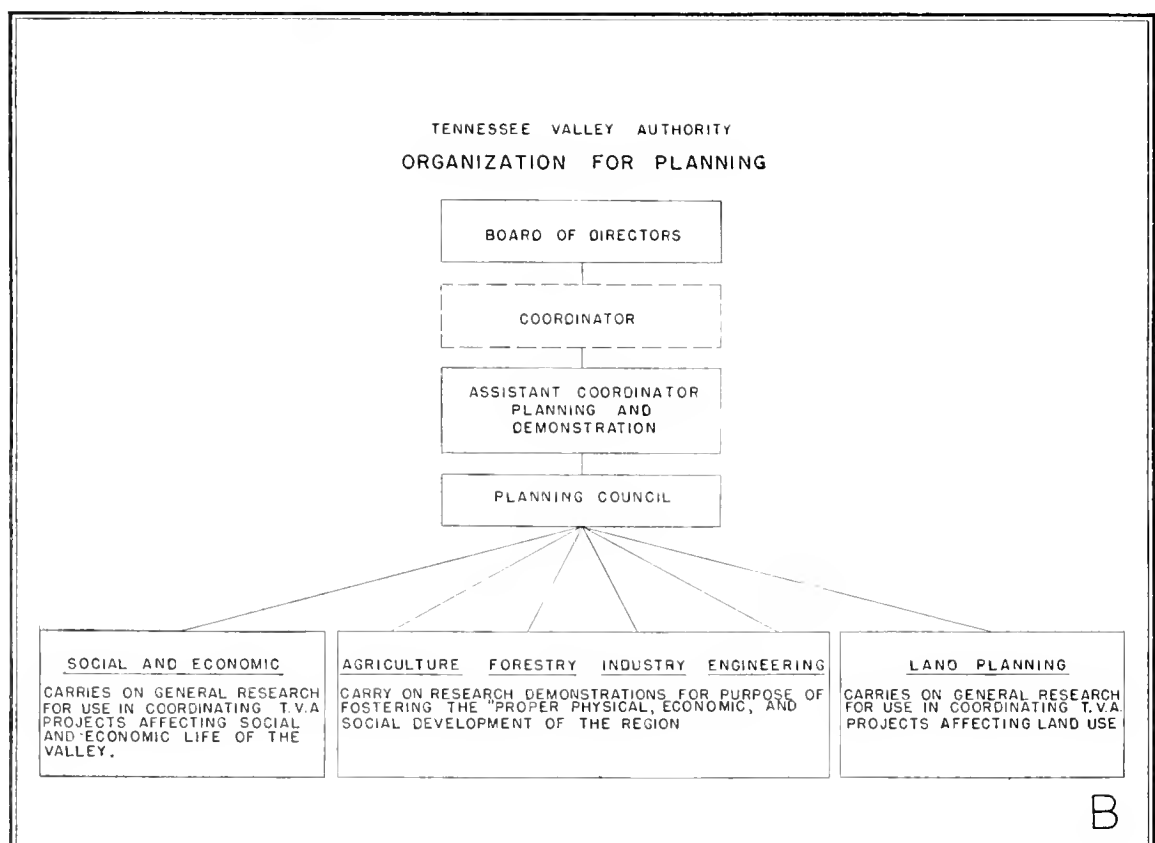 TENNESSEE VALLEY AUTHORITY
ORGANIZATION FOR PLANNING
BOARD OF DIRECTORS
COORDINATOR
ASSISTANT COORDINATOR
PLANNING AND
DEMONSTRATION
PLANNING COUNCIL
SOCIAL AND ECONOMIC
CARRIES ON GENERAL RESEARCH
FOR USE IN COORDINATING T.V.A
PROJECTS AFFECTING SOCIAL
AND ECONOMIC LIFE OF THE
VALLEY.
AGRICULTURE FORESTRY INDUSTRY ENGINEERING
CARRY ON RESEARCH DEMONSTRATIONS FOR PURPOSE OF
FOSTERING THE "PROPER PHYSICAL, ECONOMIC, AND
SOCIAL DEVELOPMENT OF THE REGION
LAND PLANNING
CARRIES ON GENERAL RESEARCH
FOR USE IN COORDINATING T.V.A.
PROJECTS AFFECTING LAND USE
B